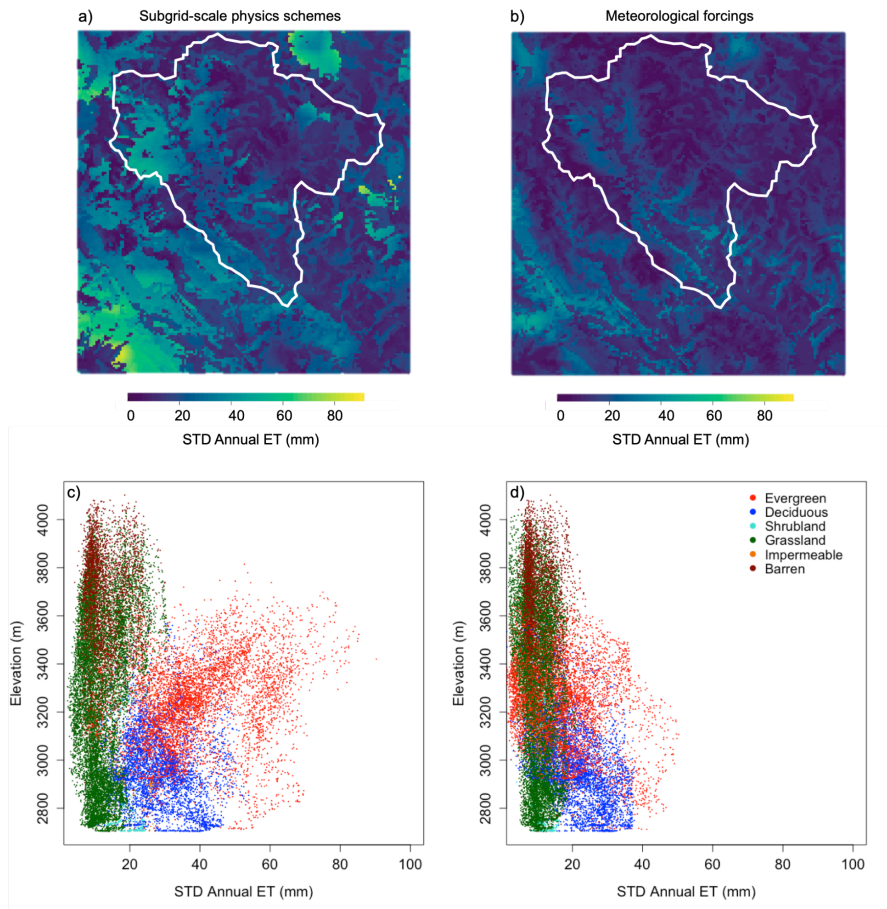 a) Subgrid-scale physics schemes
b) Meteorological forcings
0 20 40 60 80
STD Annual ET (mm)
0 20 40 60 80
STD Annual ET (mm)
c)
Elevation (m)
4000
3800
3600
3400
3200
3000
2800
20 40 60 80 100
STD Annual ET (mm)
d)
Evergreen
Deciduous
Shrubland
Grassland
Impermeable
Barren
Elevation (m)
4000
3800
3600
3400
3200
3000
2800
20 40 60 80 100
STD Annual ET (mm)